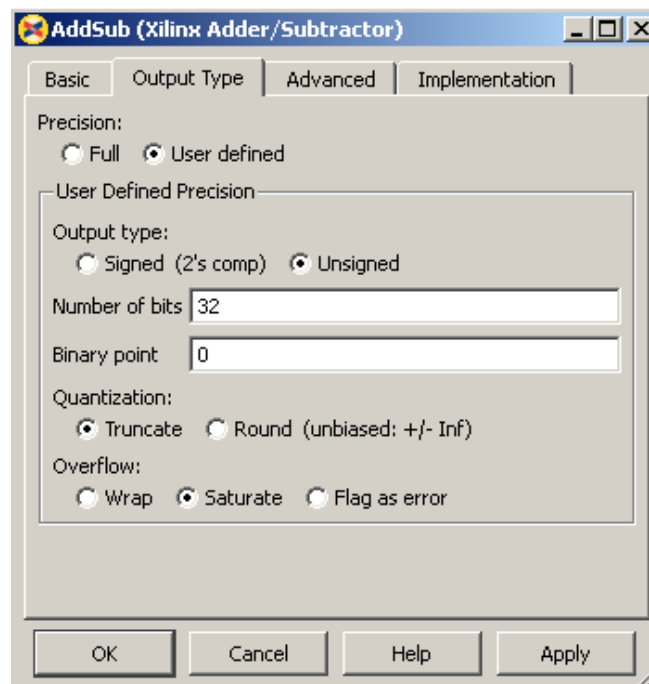 AddSub (Xilinx Adder/Subtractor)
Basic Output Type Advanced Implementation
Precision:
Full User defined
User Defined Precision
Output type:
Signed (2's comp) Unsigned
Number of bits 32
Binary point 0
Quantization:
Truncate Round (unbiased: +/- Inf)
Overflow:
Wrap Saturate Flag as error
OK Cancel Help Apply